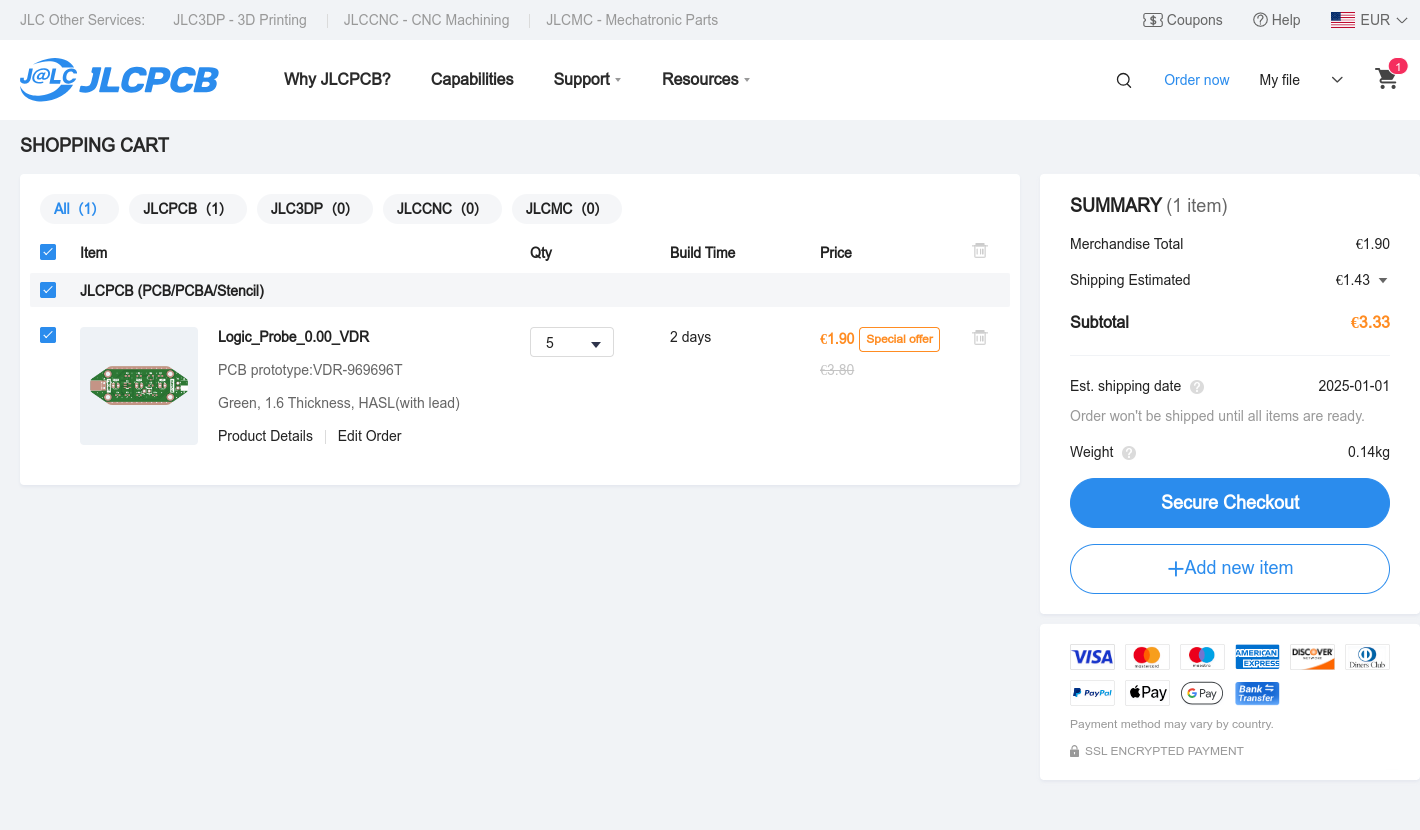 JLC Other Services: JLC3DP - 3D Printing JLCCNC - CNC Machining JLCMC - Mechatronic Parts $ Coupons ? Help EUR
J@LC JLCPCB Why JLCPCB? Capabilities Support Resources Order now My file 1
SHOPPING CART
All (1) JLCPCB (1) JLC3DP (0) JLCCNC (0) JLCMC (0)
Item Qty Build Time Price
JLCPCB (PCB/PCBA/Stencil)
Logic_Probe_0.00_VDR 5 2 days €1.90 Special offer
PCB prototype:VDR-969696T €3.80
Green, 1.6 Thickness, HASL(with lead)
Product Details Edit Order
SUMMARY (1 item)
Merchandise Total €1.90
Shipping Estimated €1.43
Subtotal €3.33
Est. shipping date ? 2025-01-01
Order won't be shipped until all items are ready.
Weight ? 0.14kg
Secure Checkout
+Add new item
VISA mastercard maestro AMERICAN EXPRESS DISCOVER NETWORK Diners Club
PayPal Pay G Pay Bank Transfer
Payment method may vary by country.
SSL ENCRYPTED PAYMENT